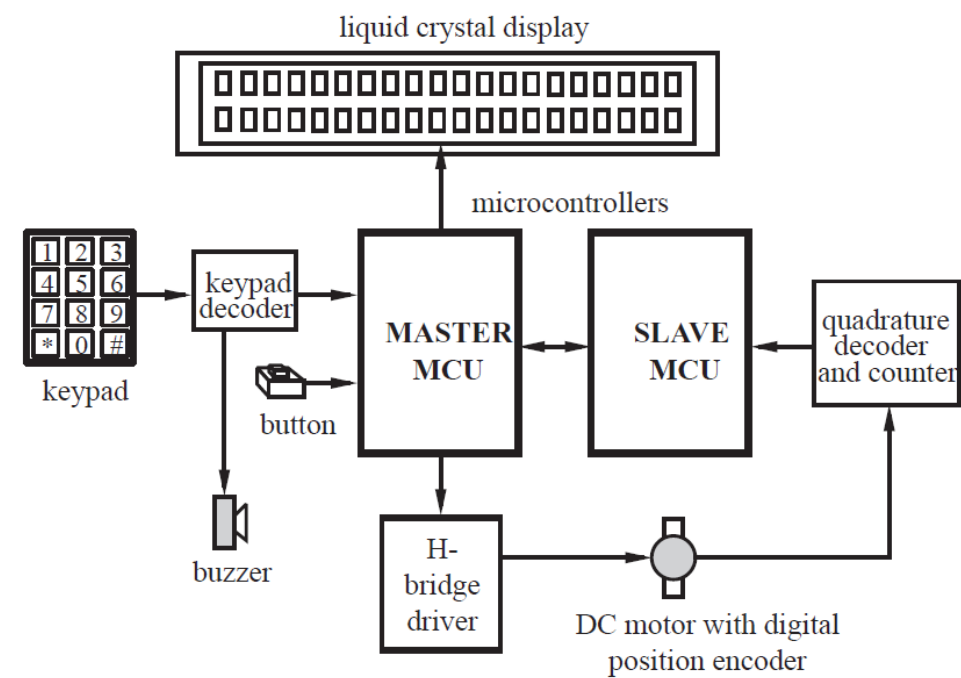 liquid crystal display
microcontrollers
1 2 3
4 5 6
7 8 9
* 0 #
keypad
keypad
decoder
button
buzzer
MASTER
MCU
SLAVE
MCU
quadrature
decoder
and counter
H-
bridge
driver
DC motor with digital
position encoder